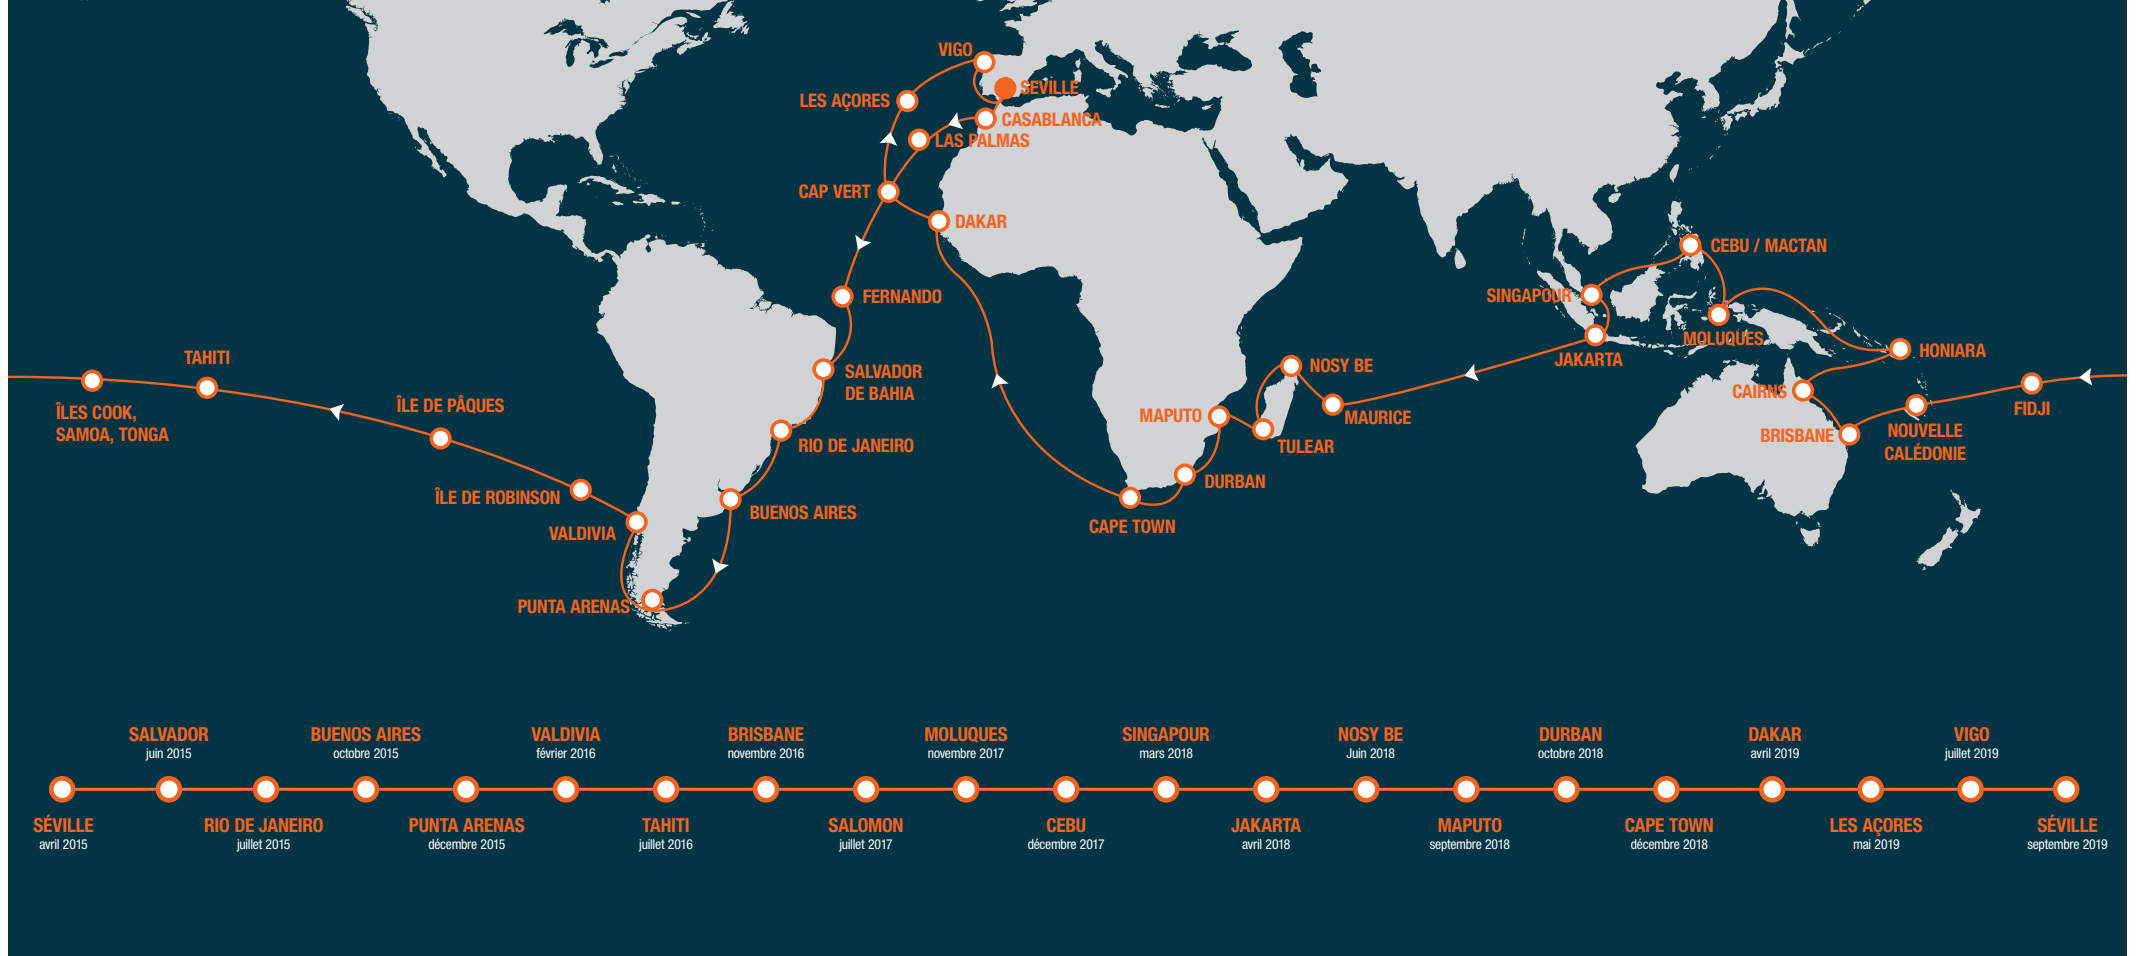 VIGO
SEVILLE
LES AÇORES
CASABLANCA
LAS PALMAS
CAP VERT
DAKAR
CEBU / MACTAN
FERNANDO
SINGAPOUR
MOLUQUES
HONIARA
TAHITI
JAKARTA
NOSY BE
SALVADOR
DE BAHIA
CAIRNS
ÎLES COOK,
SAMOA, TONGA
ÎLE DE PÂQUES
MAPUTO
MAURICE
FIDJI
RIO DE JANEIRO
TULEAR
BRISBANE
NOUVELLE
CALÉDONIE
ÎLE DE ROBINSON
DURBAN
BUENOS AIRES
VALDIVIA
CAPE TOWN
PUNTA ARENAS
SALVADOR
juin 2015
BUENOS AIRES
octobre 2015
VALDIVIA
février 2016
BRISBANE
novembre 2016
MOLUQUES
novembre 2017
SINGAPOUR
mars 2018
NOSY BE
Juin 2018
DURBAN
octobre 2018
DAKAR
avril 2019
VIGO
juillet 2019
SÉVILLE
avril 2015
RIO DE JANEIRO
juillet 2015
PUNTA ARENAS
décembre 2015
TAHITI
juillet 2016
SALOMON
juillet 2017
CEBU
décembre 2017
JAKARTA
avril 2018
MAPUTO
septembre 2018
CAPE TOWN
décembre 2018
LES AÇORES
mai 2019
SÉVILLE
septembre 2019